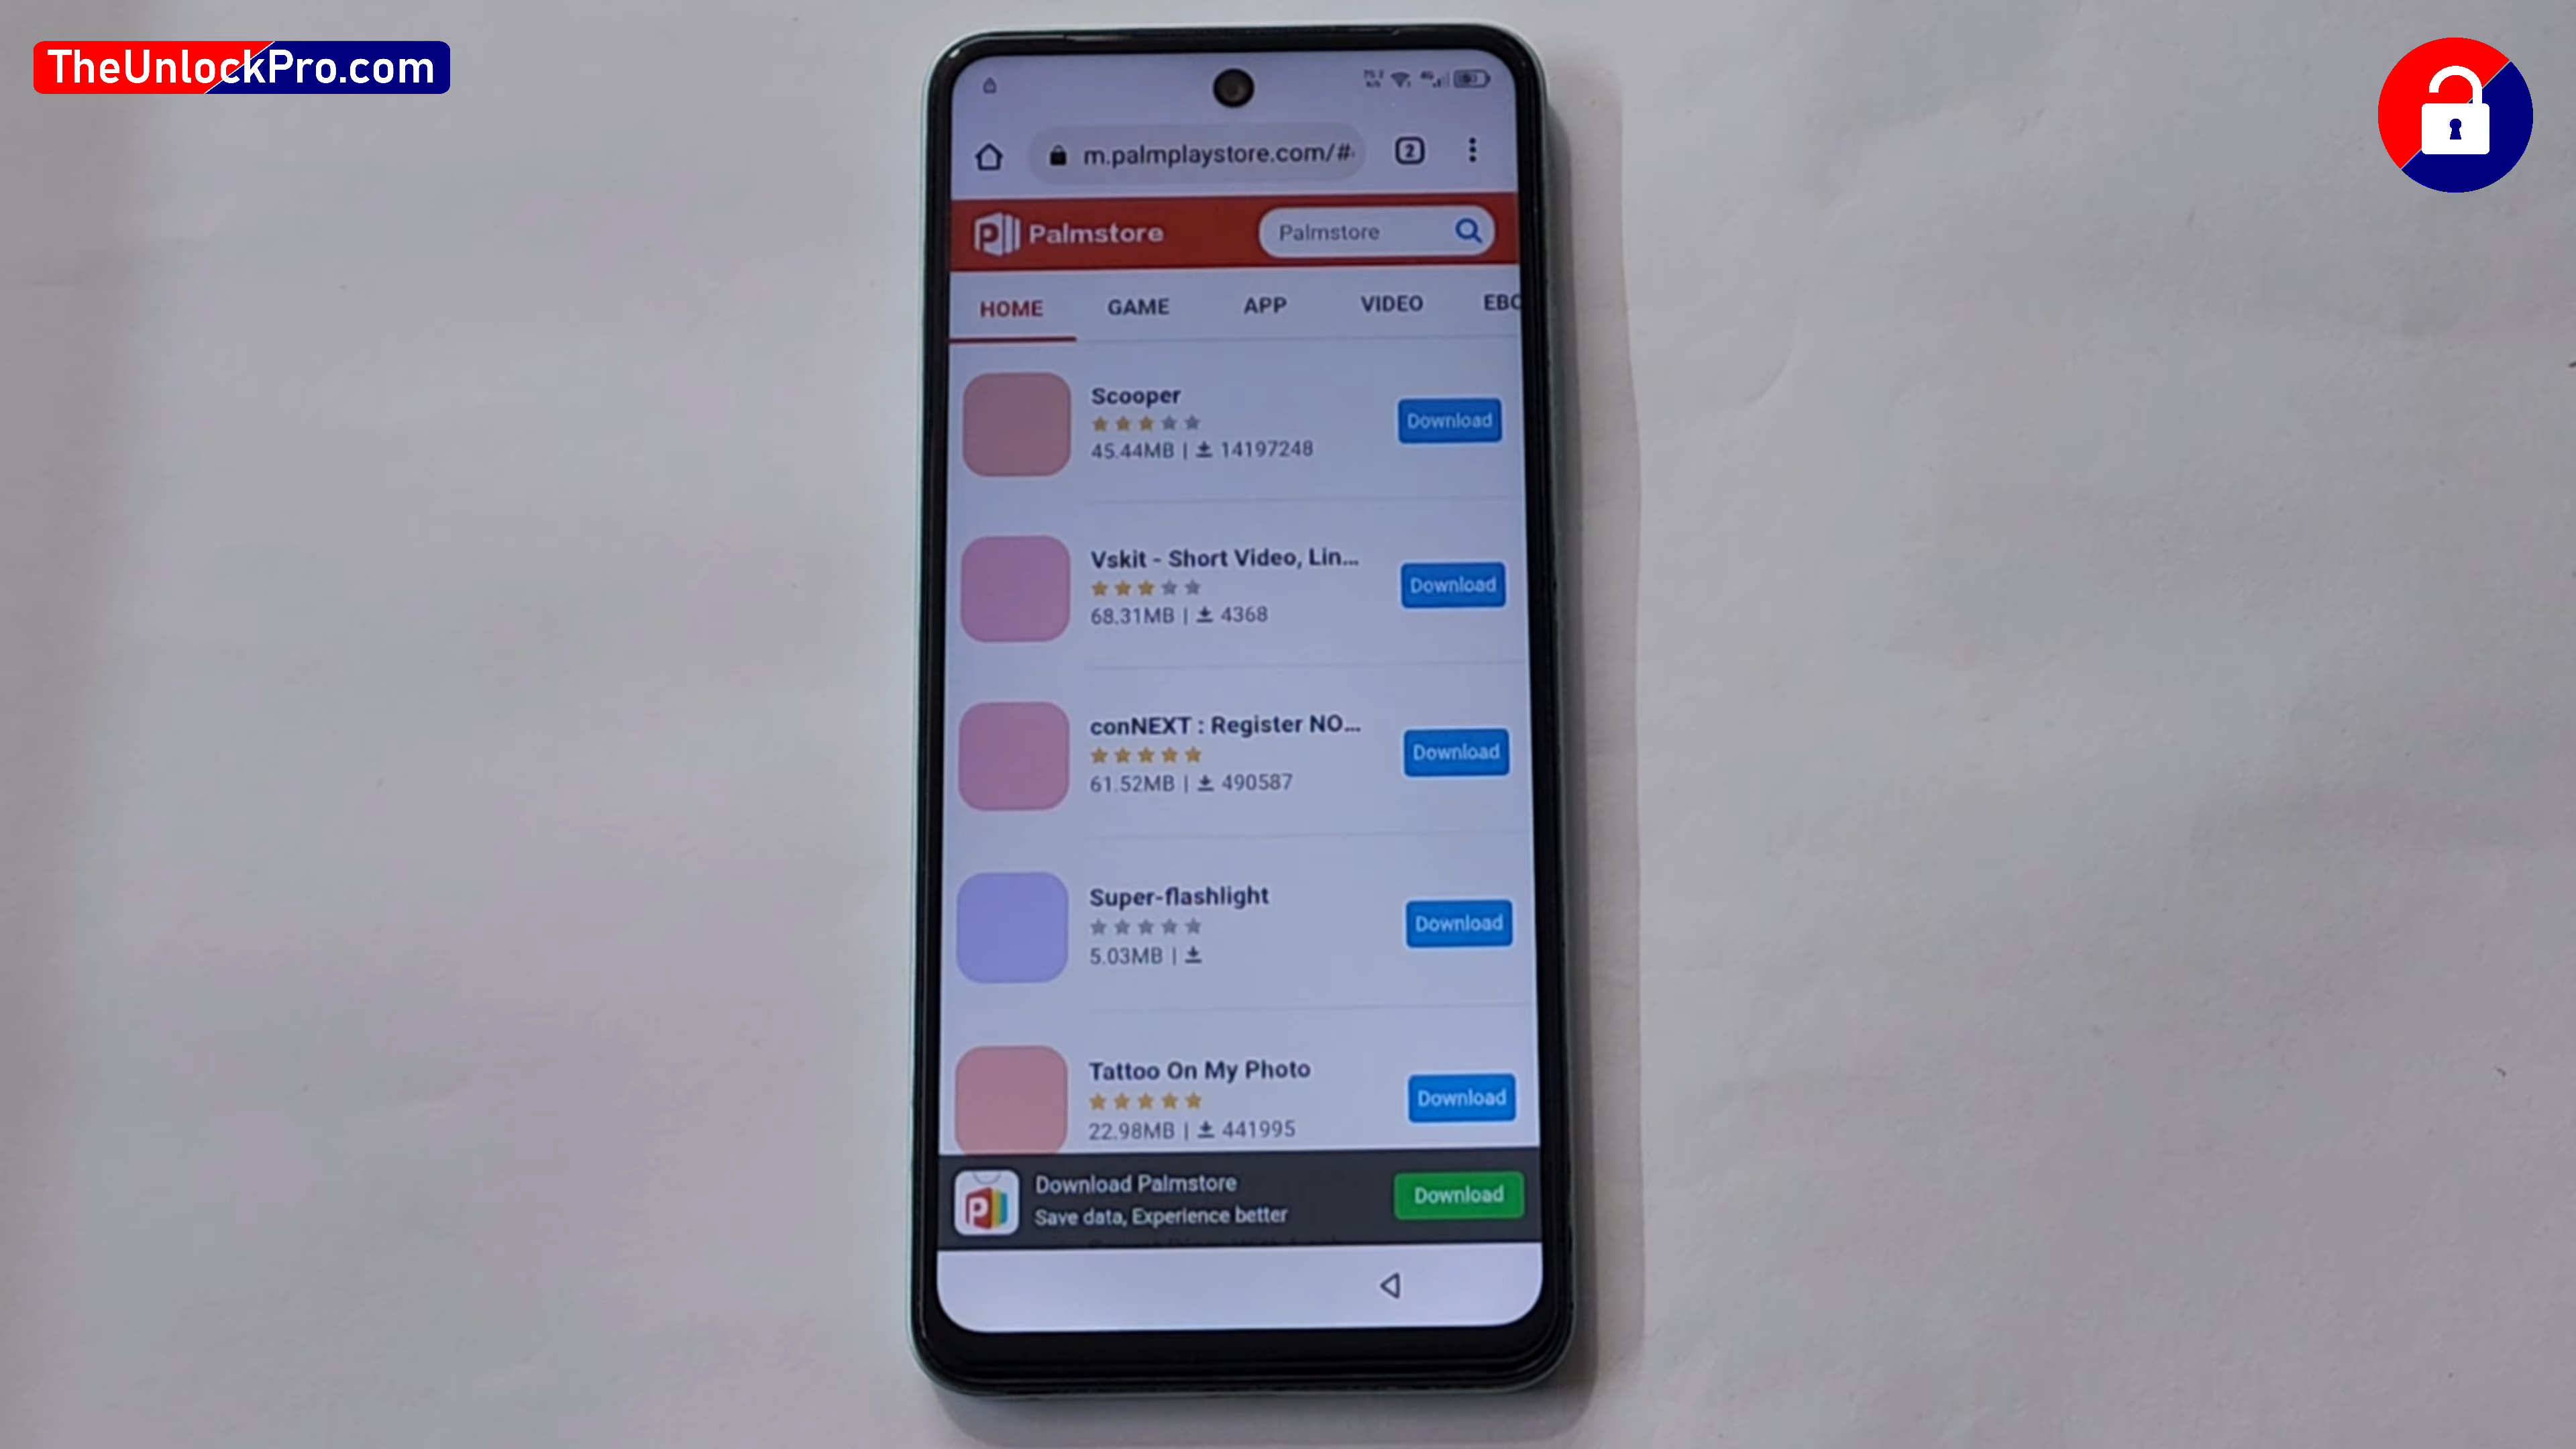 TheUnlockPro.com
m.palmplaystore.com/#
2
Palmstore
Palmstore
HOME GAME APP VIDEO EBO
Scooper
45.44MB | 14197248
Download
Vskit - Short Video, Lin...
68.31MB | 4368
Download
conNEXT : Register NO...
61.52MB | 490587
Download
Super-flashlight
5.03MB |
Download
Tattoo On My Photo
22.98MB | 441995
Download
Download Palmstore
Save data, Experience better
Download